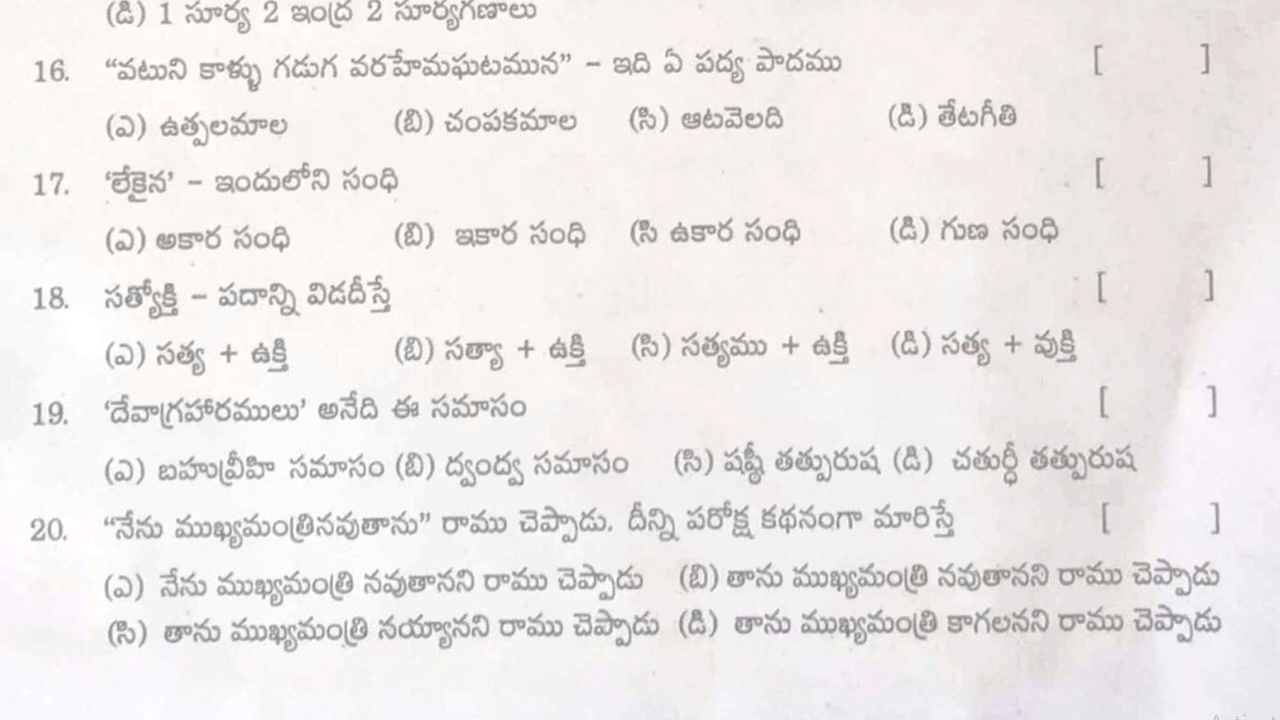 (డి) 1 సూర్య 2 ఇంద్ర 2 సూర్యగణాలు
16. “వటుని కాళ్ళు గడుగ వరహేమఘటమున” – ఇది ఏ పద్య పాదము [ ]
(ఎ) ఉత్పలమాల (బి) చంపకమాల (సి) ఆటవెలది (డి) తేటగీతి
17. ‘లేకైన’ – ఇందులోని సంధి [ ]
(ఎ) అకార సంధి (బి) ఇకార సంధి (సి ఉకార సంధి (డి) గుణ సంధి
18. సత్యోక్తి – పదాన్ని విడదీస్తే [ ]
(ఎ) సత్య + ఉక్తి (బి) సత్యా + ఉక్తి (సి) సత్యము + ఉక్తి (డి) సత్య + వుక్తి
19. ‘దేవాగ్రహారములు’ అనేది ఈ సమాసం [ ]
(ఎ) బహువ్రీహి సమాసం (బి) ద్వంద్వ సమాసం (సి) షష్ఠీ తత్పురుష (డి) చతుర్థీ తత్పురుష
20. “నేను ముఖ్యమంత్రినవుతాను” రాము చెప్పాడు. దీన్ని పరోక్ష కథనంగా మారిస్తే [ ]
(ఎ) నేను ముఖ్యమంత్రి నవుతానని రాము చెప్పాడు (బి) తాను ముఖ్యమంత్రి నవుతానని రాము చెప్పాడు
(సి) తాను ముఖ్యమంత్రి నయ్యానని రాము చెప్పాడు (డి) తాను ముఖ్యమంత్రి కాగలనని రాము చెప్పాడు